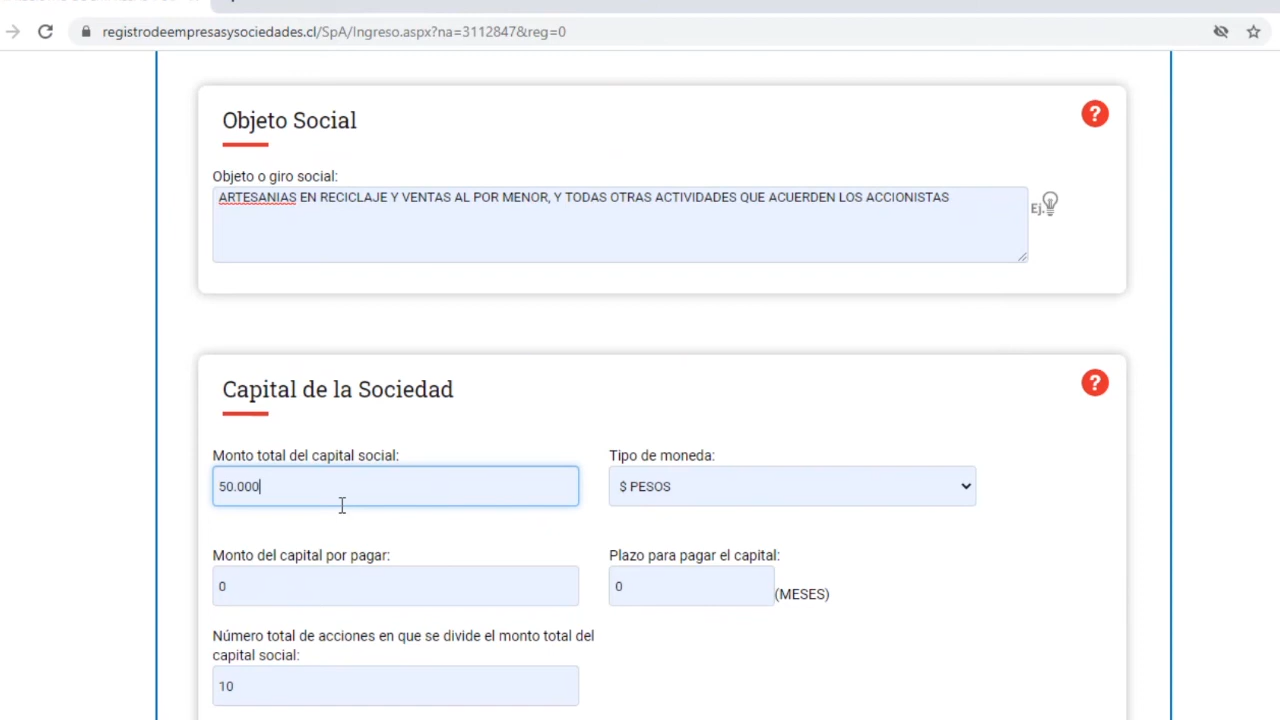 registrodeempresasysociedades.cl/SpA/Ingreso.aspx?na=3112847&reg=0
Objeto Social
?
Objeto o giro social:
ARTESANIAS EN RECICLAJE Y VENTAS AL POR MENOR, Y TODAS OTRAS ACTIVIDADES QUE ACUERDEN LOS ACCIONISTAS
Ej.
Capital de la Sociedad
?
Monto total del capital social:
Tipo de moneda:
50.000
$ PESOS
Monto del capital por pagar:
Plazo para pagar el capital:
0
0
(MESES)
Número total de acciones en que se divide el monto total del
capital social:
10